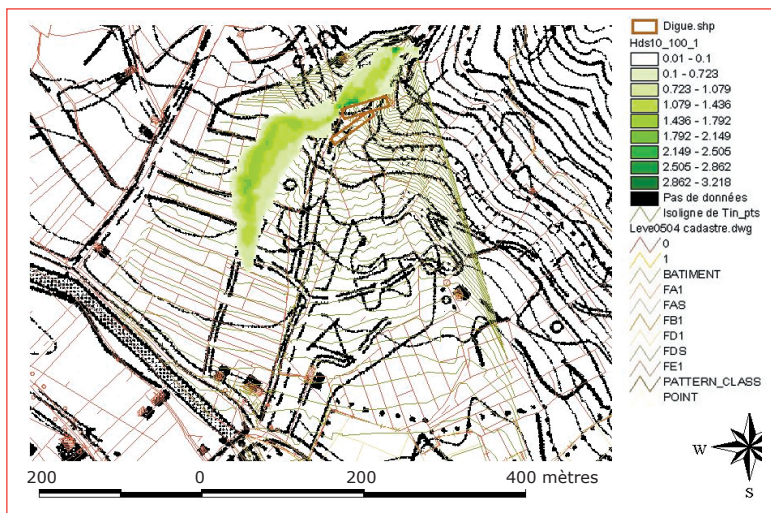 Digue.shp
Hds10_100_1
0.01 - 0.1
0.1 - 0.723
0.723 - 1.079
1.079 - 1.436
1.436 - 1.792
1.792 - 2.149
2.149 - 2.505
2.505 - 2.862
2.862 - 3.218
Pas de données
Isoligne de Tin_pts
Leve0504 cadastre.dwg
0
1
BATIMENT
FA1
FAS
FB1
FD1
FDS
FE1
PATTERN_CLASS
POINT
W
S
200 0 200 400 mètres